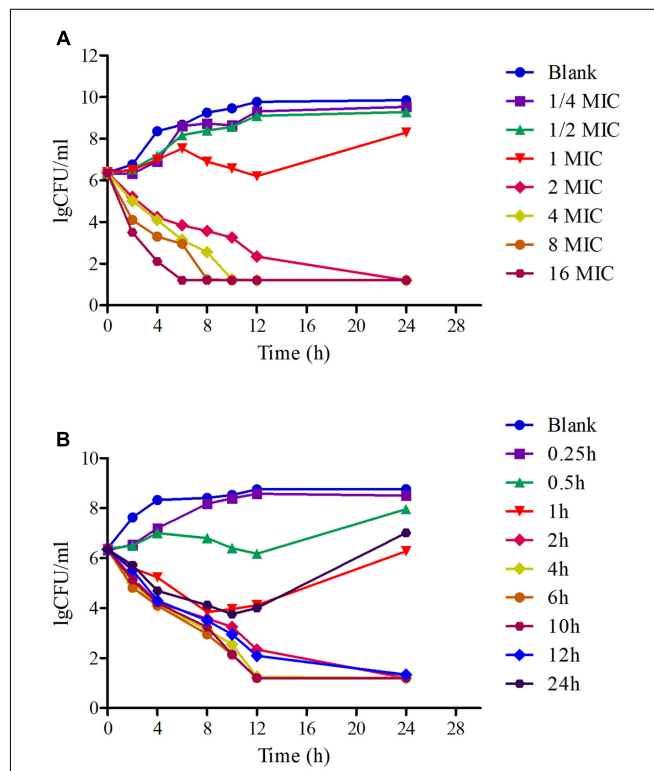 A
12
10
8
6
4
2
0
lgCFU/ml
0 4 8 12 16 20 24 28
Time (h)
Blank
1/4 MIC
1/2 MIC
1 MIC
2 MIC
4 MIC
8 MIC
16 MIC
B
10
8
6
4
2
0
lgCFU/ml
0 4 8 12 16 20 24 28
Time (h)
Blank
0.25h
0.5h
1h
2h
4h
6h
10h
12h
24h